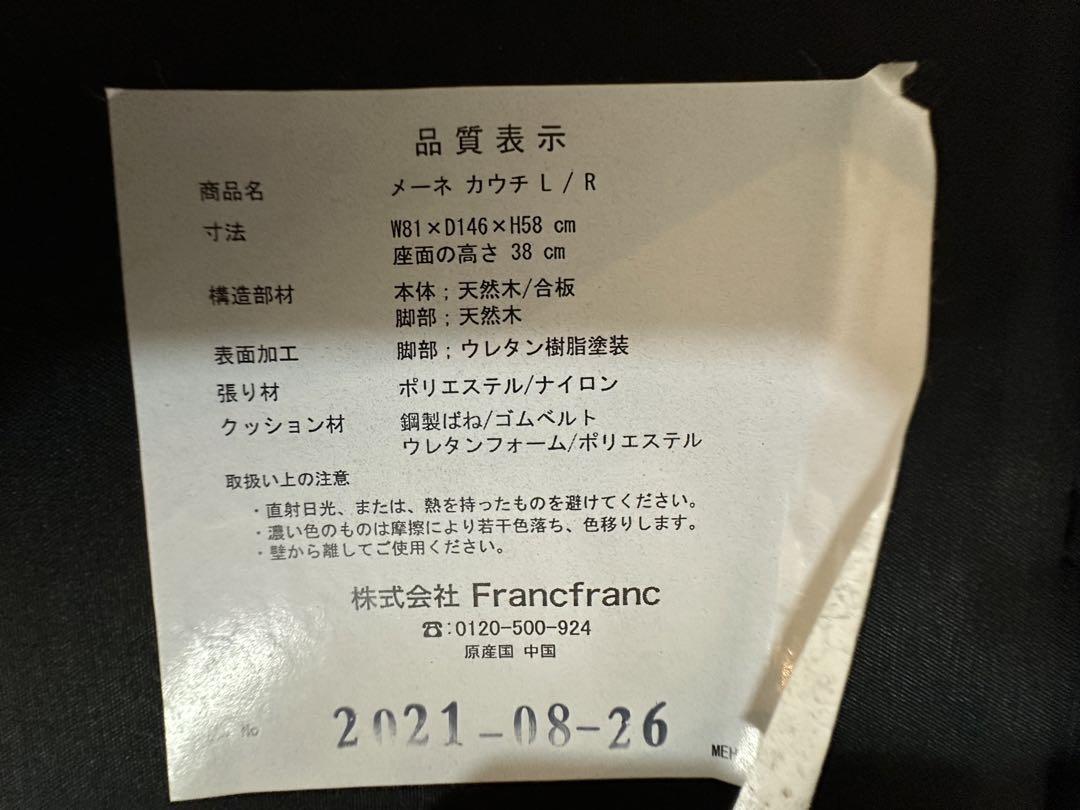 品質表示
商品名 メーネ カウチ L / R
寸法 W81×D146×H58 cm
座面の高さ 38 cm
構造部材 本体；天然木/合板
脚部；天然木
表面加工 脚部；ウレタン樹脂塗装
張り材 ポリエステル/ナイロン
クッション材 鋼製ばね/ゴムベルト
ウレタンフォーム/ポリエステル
取扱い上の注意
・直射日光、または、熱を持ったものを避けてください。
・濃い色のものは摩擦により若干色落ち、色移りします。
・壁から離してご使用ください。
株式会社 Francfranc
☎:0120-500-924
原産国 中国
No 2021-08-26